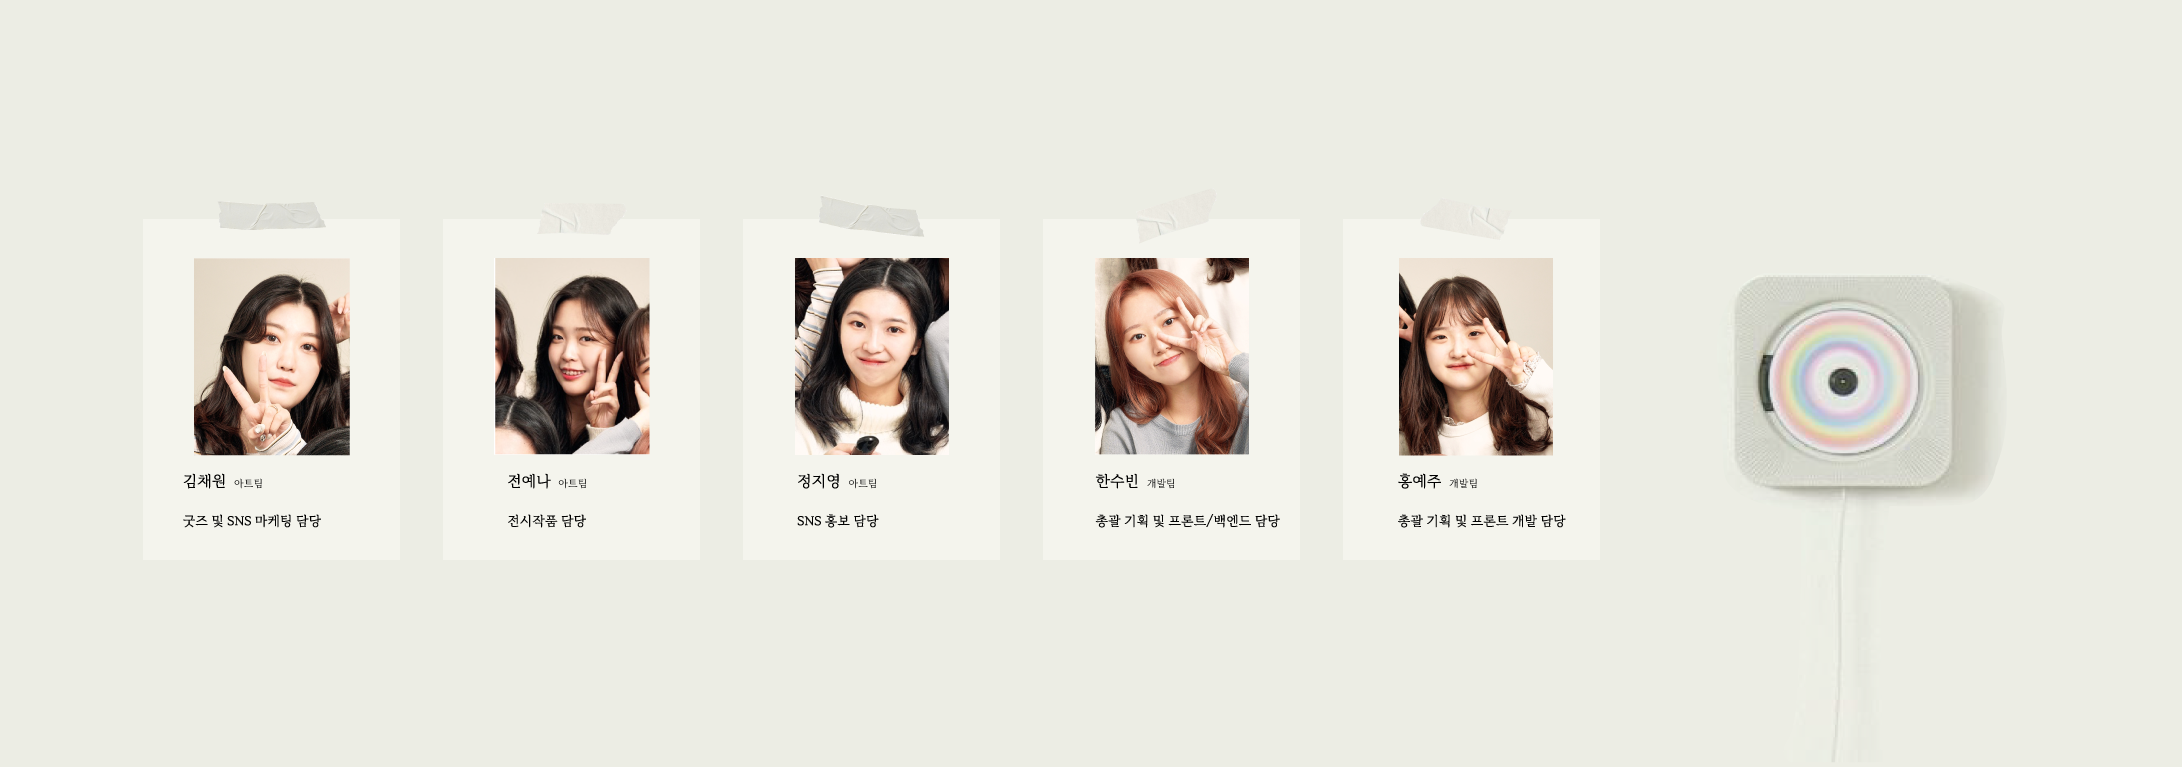 김채원 아트팀
굿즈 및 SNS 마케팅 담당
전예나 아트팀
전시작품 담당
정지영 아트팀
SNS 홍보 담당
한수빈 개발팀
총괄 기획 및 프론트/백엔드 담당
홍예주 개발팀
총괄 기획 및 프론트 개발 담당